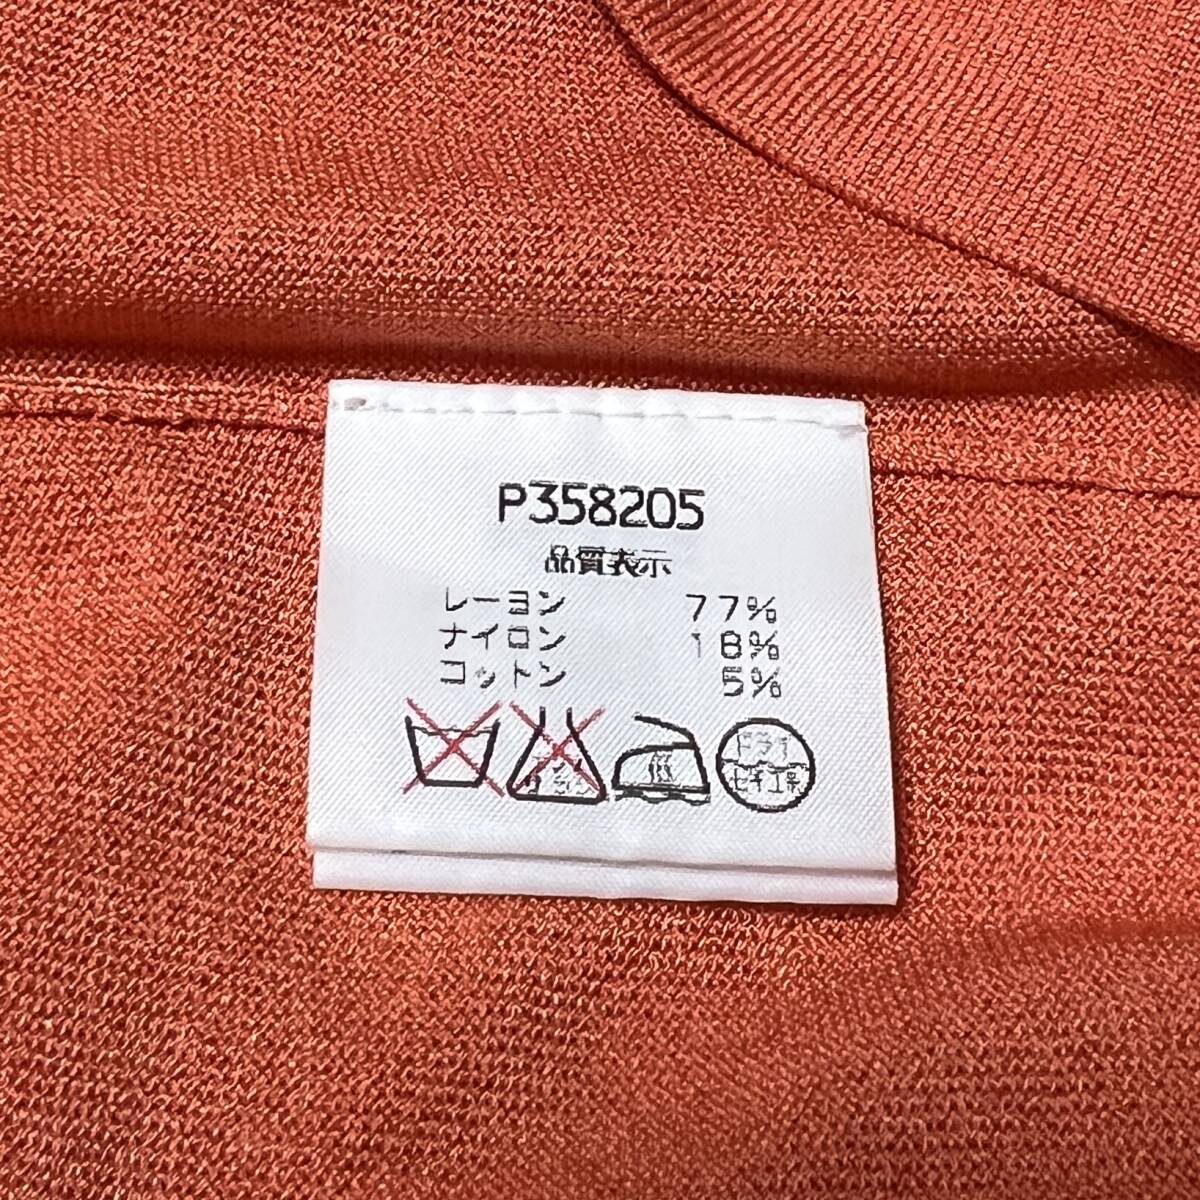 P358205
品質表示
レーヨン 77%
ナイロン 18%
コットン 5%
ドライ
セキユ系